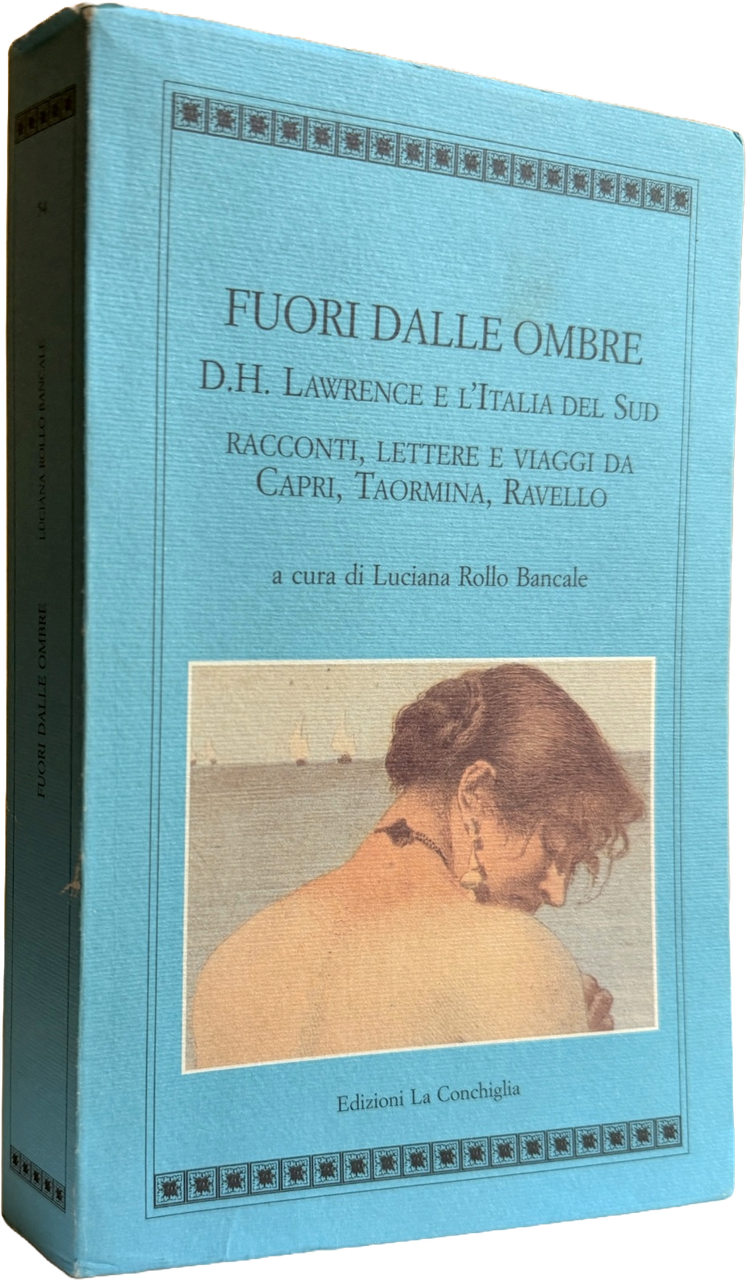 FUORI DALLE OMBRE
D.H. LAWRENCE E L'ITALIA DEL SUD
RACCONTI, LETTERE E VIAGGI DA
CAPRI, TAORMINA, RAVELLO
a cura di Luciana Rollo Bancale
Edizioni La Conchiglia
FUORI DALLE OMBRE LUCIANA ROLLO BANCALE